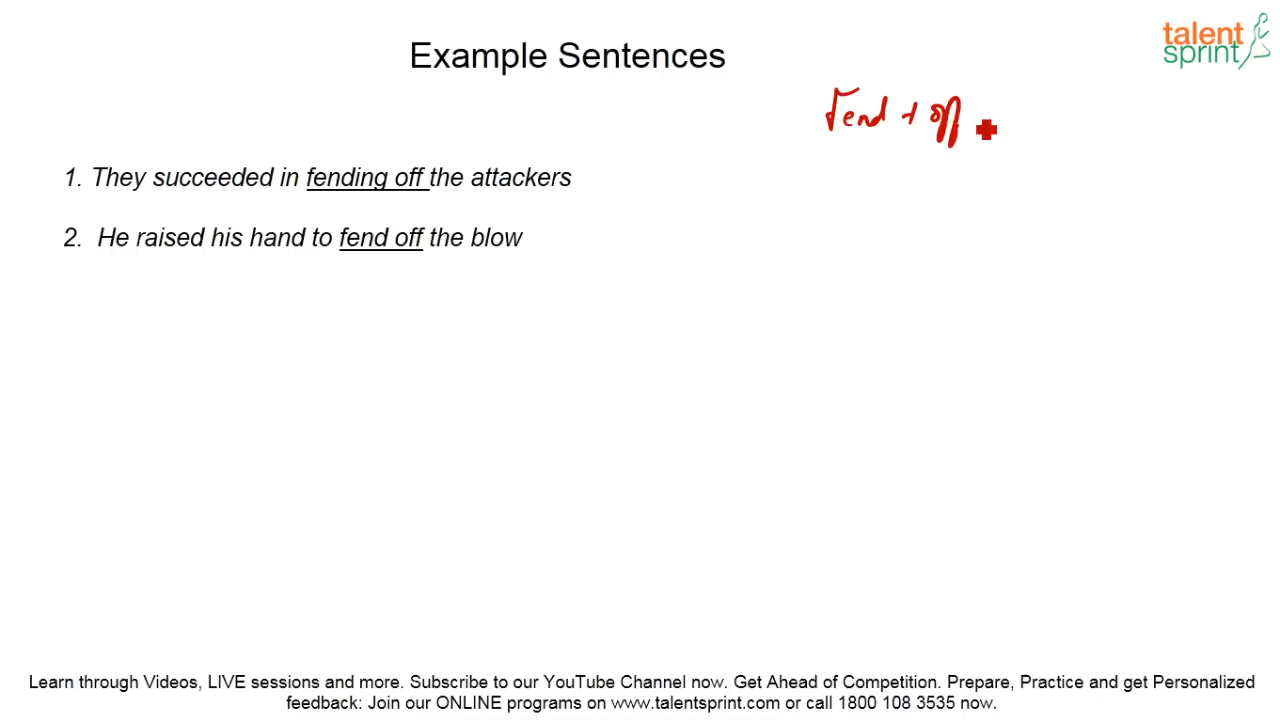 talent
sprint
Example Sentences
Fend + off
1. They succeeded in fending off the attackers
2. He raised his hand to fend off the blow
Learn through Videos, LIVE sessions and more. Subscribe to our YouTube Channel now. Get Ahead of Competition. Prepare, Practice and get Personalized
feedback: Join our ONLINE programs on www.talentsprint.com or call 1800 108 3535 now.